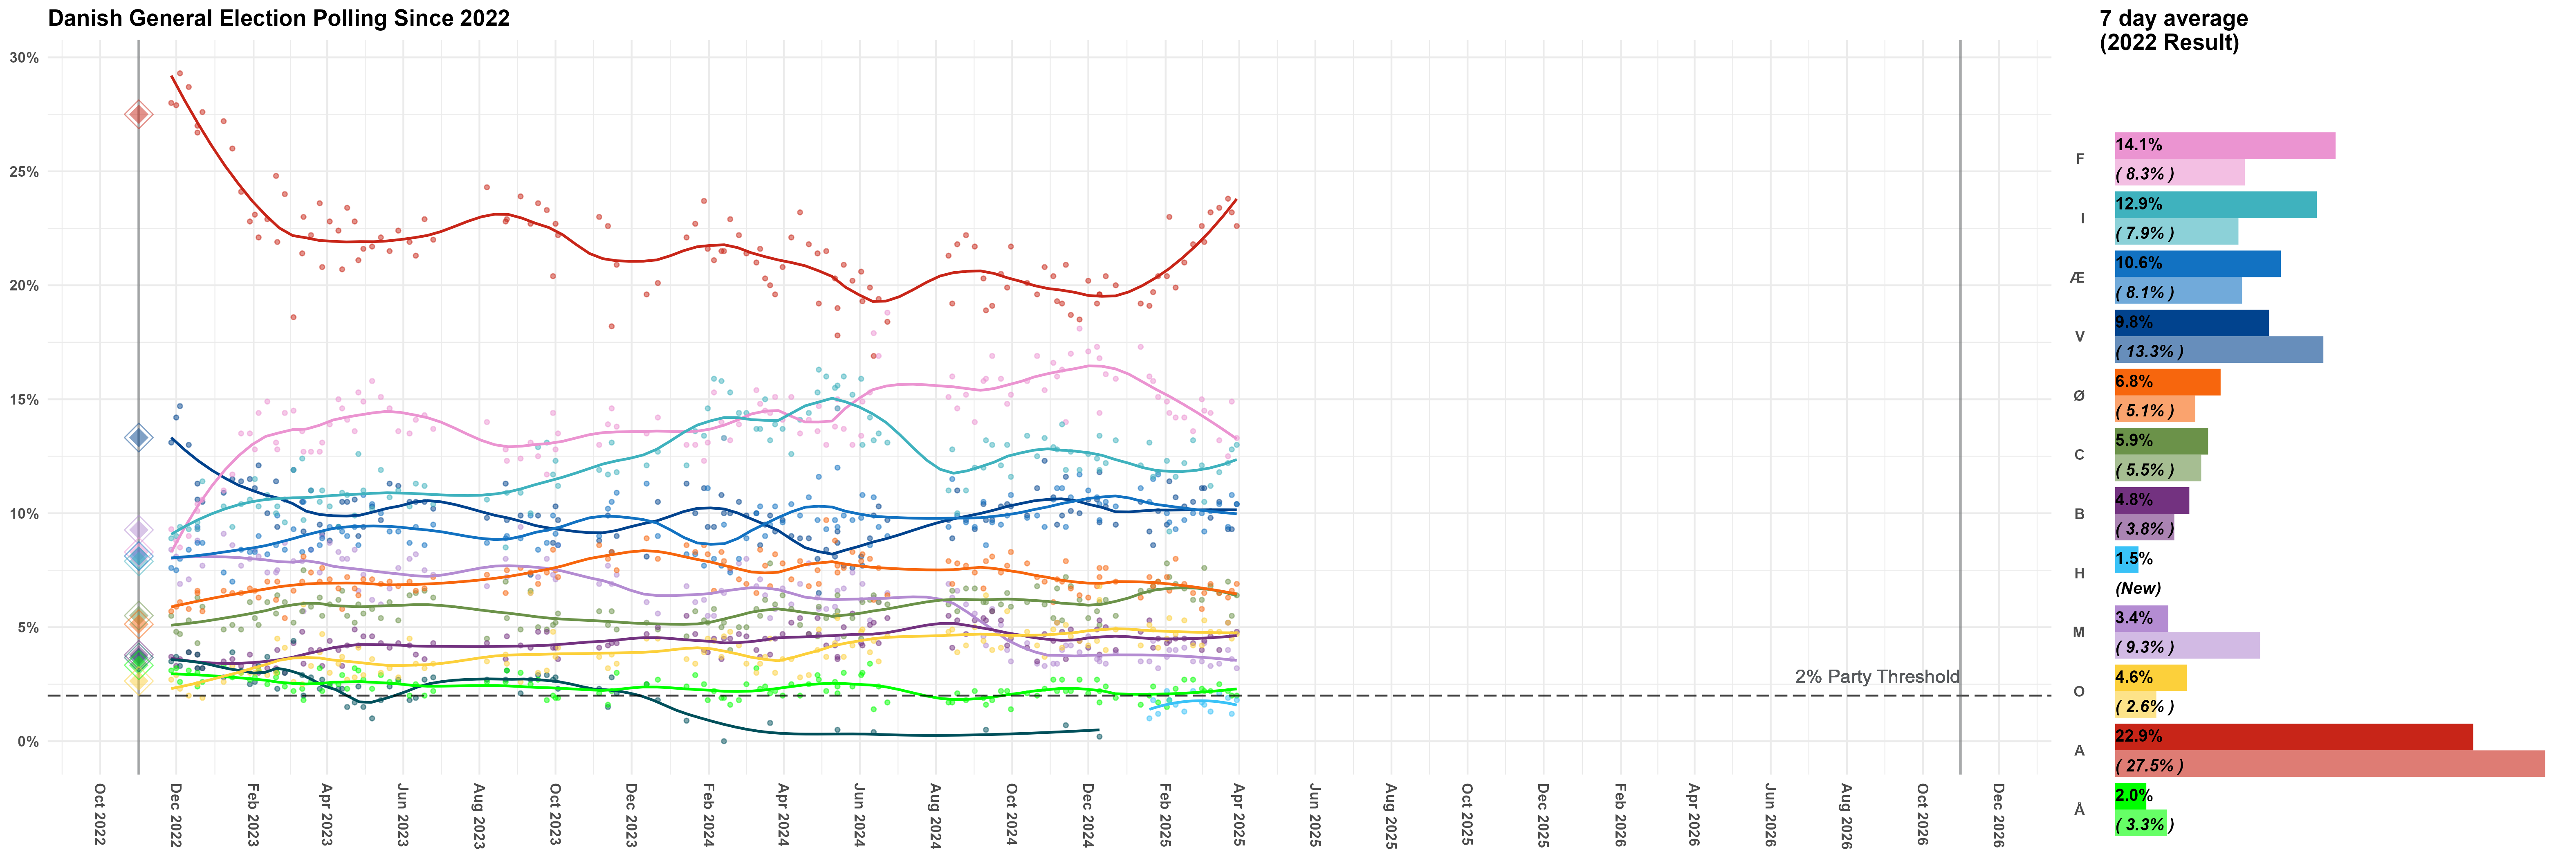 Danish General Election Polling Since 2022
7 day average
(2022 Result)
30%
25%
20%
15%
10%
5%
0%
2% Party Threshold
Oct 2022
Dec 2022
Feb 2023
Apr 2023
Jun 2023
Aug 2023
Oct 2023
Dec 2023
Feb 2024
Apr 2024
Jun 2024
Aug 2024
Oct 2024
Dec 2024
Feb 2025
Apr 2025
Jun 2025
Aug 2025
Oct 2025
Dec 2025
Feb 2026
Apr 2026
Jun 2026
Aug 2026
Oct 2026
Dec 2026
F
14.1%
( 8.3% )
I
12.9%
( 7.9% )
Æ
10.6%
( 8.1% )
V
9.8%
( 13.3% )
Ø
6.8%
( 5.1% )
C
5.9%
( 5.5% )
B
4.8%
( 3.8% )
H
1.5%
(New)
M
3.4%
( 9.3% )
O
4.6%
( 2.6% )
A
22.9%
( 27.5% )
Å
2.0%
( 3.3% )